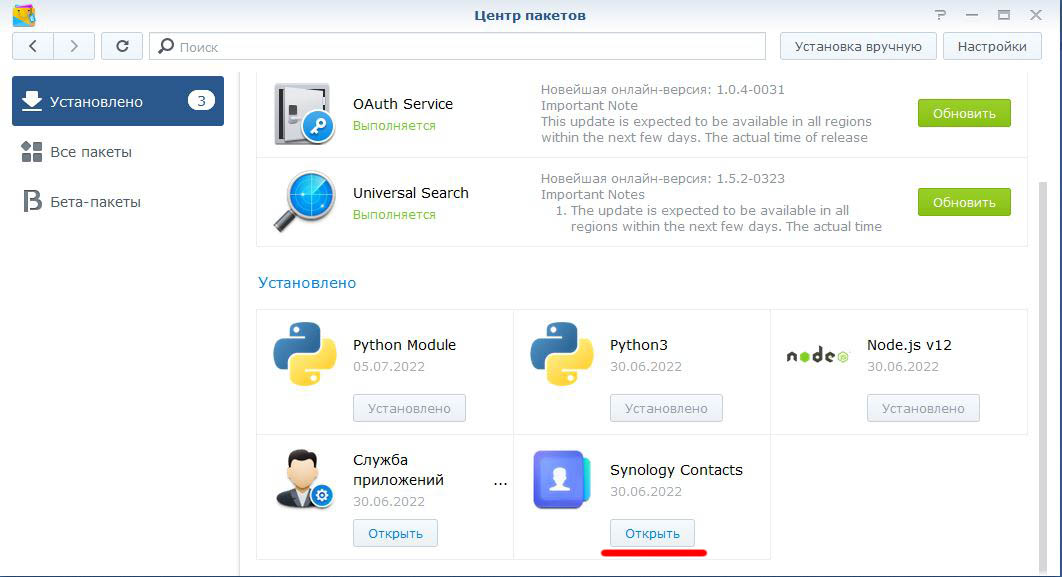 Центр пакетов
Поиск
Установка вручную
Настройки
Установлено
3
Все пакеты
Бета-пакеты
OAuth Service
Выполняется
Новейшая онлайн-версия: 1.0.4-0031
Important Note
This update is expected to be available in all regions
within the next few days. The actual time of release
Обновить
Universal Search
Выполняется
Новейшая онлайн-версия: 1.5.2-0323
Important Notes
1. The update is expected to be available in all
regions within the next few days. The actual time
Обновить
Установлено
Python Module
05.07.2022
Установлено
Python3
30.06.2022
Установлено
node
Node.js v12
30.06.2022
Установлено
Служба
приложений ...
30.06.2022
Открыть
Synology Contacts
30.06.2022
Открыть